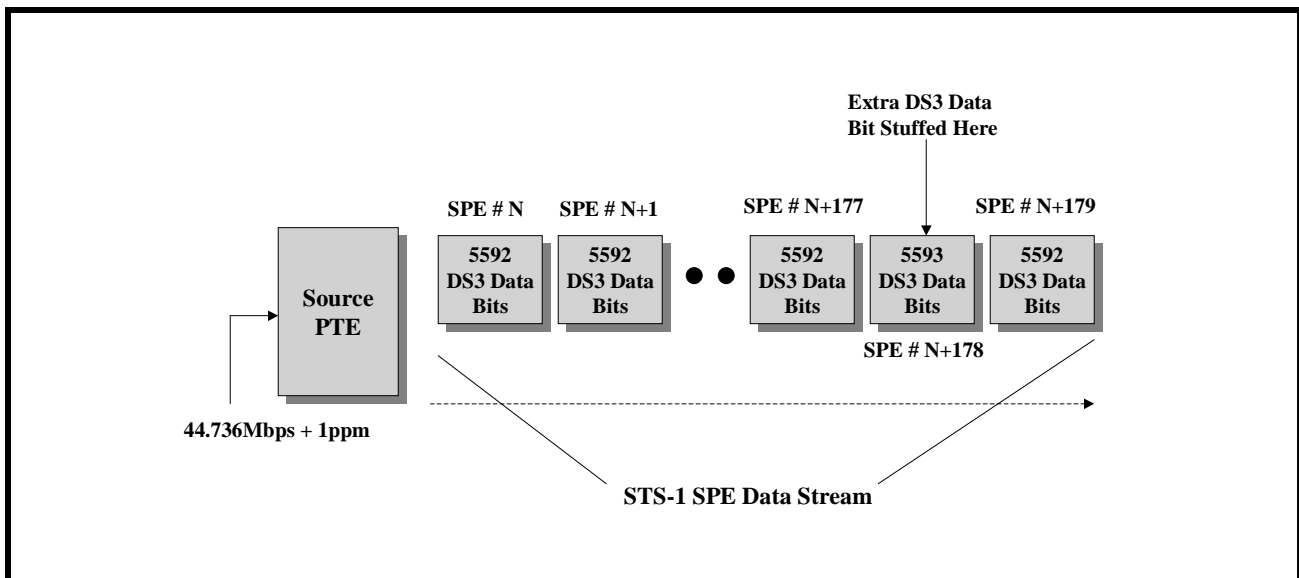 Extra DS3 Data
Bit Stuffed Here
SPE # N
SPE # N+1
SPE # N+177
SPE # N+179
Source
PTE
5592
DS3 Data
Bits
5592
DS3 Data
Bits
5592
DS3 Data
Bits
5593
DS3 Data
Bits
5592
DS3 Data
Bits
SPE # N+178
44.736Mbps + 1ppm
STS-1 SPE Data Stream